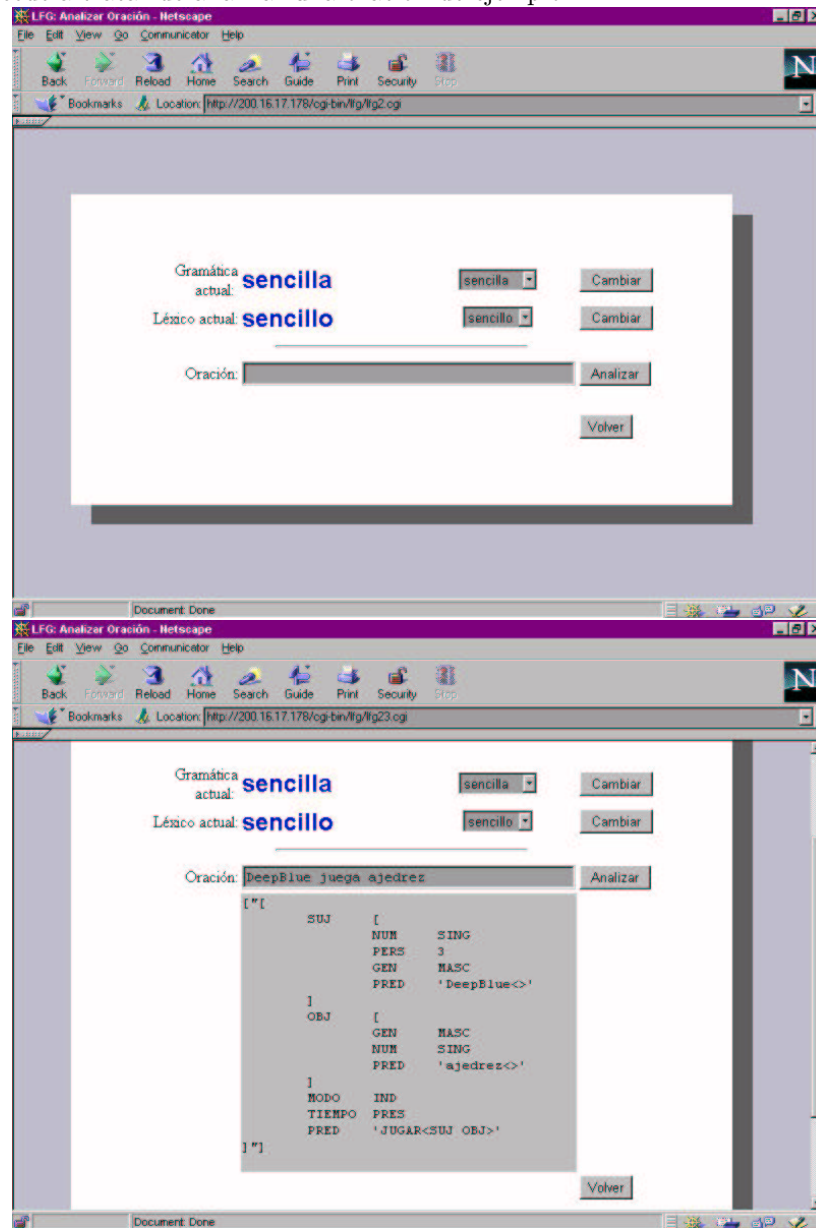 LFG: Analizer Oración - Netscape
File Edit View Go Communicator Help
Back Forward Reload Home Search Guide Print Security Stop
N
Bookmarks Location: http://200.16.17.178/cgi-bin/lfg/lfg2.cgi
Gramática
actual: sencilla sencilla Cambiar
Léxico actual: sencillo sencillo Cambiar
Oración: Analizar
Volver
Document: Done
LFG: Analizer Oración - Netscape
File Edit View Go Communicator Help
Back Forward Reload Home Search Guide Print Security Stop
N
Bookmarks Location: http://200.16.17.178/cgi-bin/lfg/lfg23.cgi
Gramática
actual: sencilla sencilla Cambiar
Léxico actual: sencillo sencillo Cambiar
Oración: DeepBlue juega ajedrez Analizar
["[
SUJ [
NUM SING
PERS 3
GEN MASC
PRED 'DeepBlue<>'
]
OBJ [
GEN MASC
NUM SING
PRED 'ajedrez<>'
]
MODO IND
TIEMPO PRES
PRED 'JUGAR<SUJ OBJ>'
]"]
Volver
Document: Done